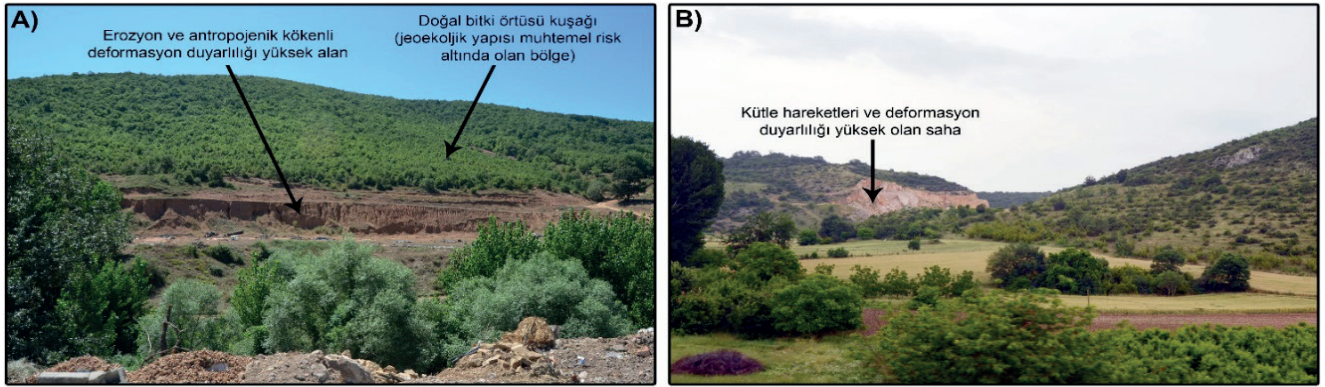 A)
Erozyon ve antropojenik kökenli
deformasyon duyarlılığı yüksek alan
Doğal bitki örtüsü kuşağı
(jeoekoljik yapısı muhtemel risk
altında olan bölge)
B)
Kütle hareketleri ve deformasyon
duyarlılığı yüksek olan saha